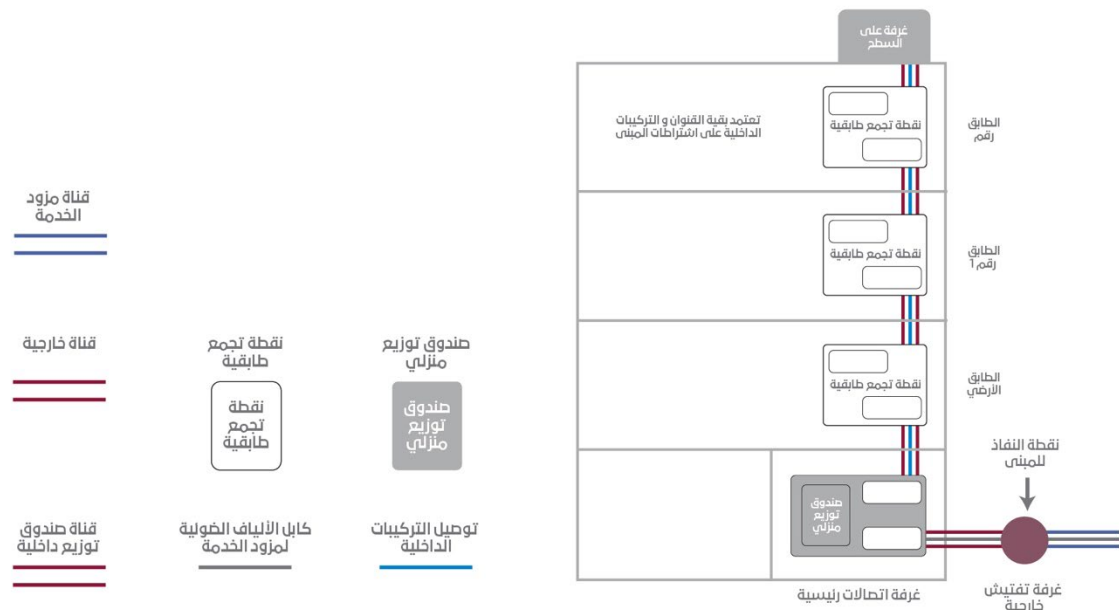 غرفة على
السطح
نقطة تجمع طابقية
الطابق
رقم
تعتمد بقية القنوان و التركيبات
الداخلية على اشتراطات المبنى
نقطة تجمع طابقية
الطابق
رقم 1
نقطة تجمع طابقية
الطابق
الأرضي
نقطة النفاذ
للمبنى
صندوق
توزيع
منزلي
غرفة اتصالات رئيسية
غرفة تفتيش
خارجية
قناة مزود
الخدمة
صندوق توزيع
منزلي
صندوق
توزيع
منزلي
نقطة تجمع
طابقية
نقطة
تجمع
طابقية
قناة خارجية
توصيل التركيبات
الداخلية
كابل الألياف الضوئية
لمزود الخدمة
قناة صندوق
توزيع داخلية